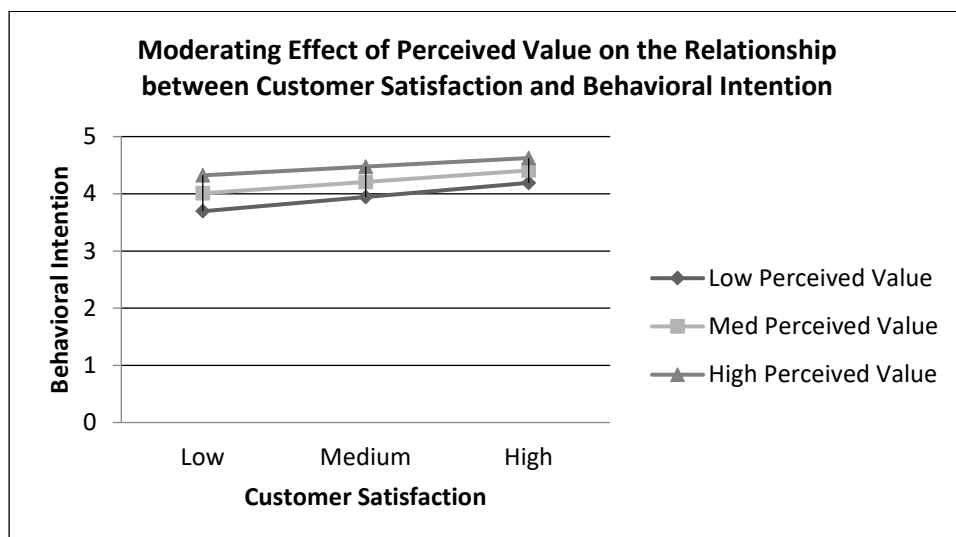 Moderating Effect of Perceived Value on the Relationship
between Customer Satisfaction and Behavioral Intention
5
4
3
2
1
0
Behavioral Intention
Low Medium High
Customer Satisfaction
Low Perceived Value
Med Perceived Value
High Perceived Value